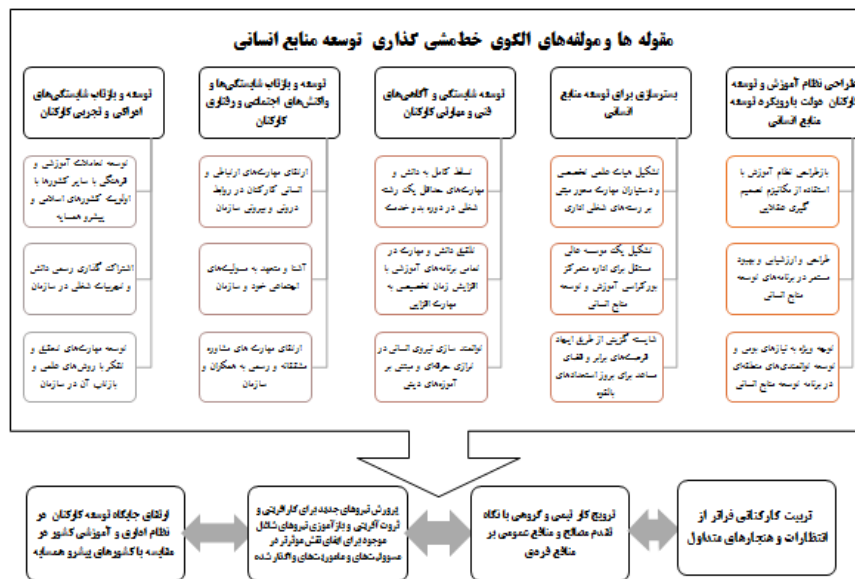 مقوله ها و مولفه‌های الگوی خط‌مشی گذاری توسعه منابع انسانی
طراحی نظام آموزش و توسعه
کارکنان دولت با رویکرد توسعه
منابع انسانی
بازطراحی نظام آموزش با
استفاده از مکانیزم تصمیم
گیری عقلایی
طراحی و ارزشیابی و بهبود
مستمر در برنامه‌های توسعه
منابع انسانی
توجه ویژه به نیازهای بومی و
توسعه توانمندی‌های منطقه‌ای
در برنامه توسعه منابع انسانی
بسترسازی برای توسعه منابع
انسانی
تشکیل هیات علمی تخصصی
و دستیاران مهارت محور مبتنی
بر رسته‌های شغلی اداری
تشکیل یک موسسه عالی
مستقل برای اداره متمرکز
بورکراسی آموزش و توسعه
منابع انسانی
شایسته گزینی از طریق ایجاد
فرصت‌های برابر و فضای
مساعد برای بروز استعدادهای
بالقوه
توسعه شایستگی و آگاهی‌های
فنی و مهارتی کارکنان
تسلط کامل به دانش و
مهارت‌های حداقل یک رشته
شغلی در دوره بدو خدمت
تلفیق دانش و مهارت در
تمامی برنامه‌های آموزشی با
افزایش زمان تخصیصی به
مهارت افزایی
توانمند سازی نیروی انسانی در
ترازی حرفه‌ای و مبتنی بر
آموزه‌های دینی
توسعه و بازتاب شایستگی‌ها و
واکنش‌های اجتماعی و رفتاری
کارکنان
ارتقای مهارت‌های ارتباطی و
انسانی کارکنان در روابط
درونی و بیرونی سازمان
آشنا و متعهد به مسولیت‌های
اجتماعی خود و سازمان
ارتقای مهارت های مشاوره
مشفقانه و رسمی به همکاران و
سازمان
توسعه و بازتاب شایستگی‌های
ادراکی و تجربی کارکنان
توسعه تعاملات آموزشی و
فرهنگی با سایر کشورها با
اولویت کشورهای اسلامی و
پیشرو همسایه
اشتراک گذاری رسمی دانش
و تجربیات شغلی در سازمان
توسعه مهارت‌های تحقیق و
تفکر با روش‌های علمی و
بازتاب آن در سازمان
تربیت کارکنانی فراتر از
انتظارات و هنجارهای متداول
ترویج کار تیمی و گروهی با نگاه
تقدم مصالح و منافع عمومی بر
منافع فردی
پرورش نیروهای جدید برای کارآفرینی و
ثروت آفرینی و بازآموزی نیروهای شاغل
موجود برای ایفای نقش موثرتر در
مسوولیت‌های و ماموریت‌های واگذار شده
ارتقای جایگاه توسعه کارکنان در
نظام اداری و آموزشی کشور در
مقایسه با کشورهای پیشرو همسایه